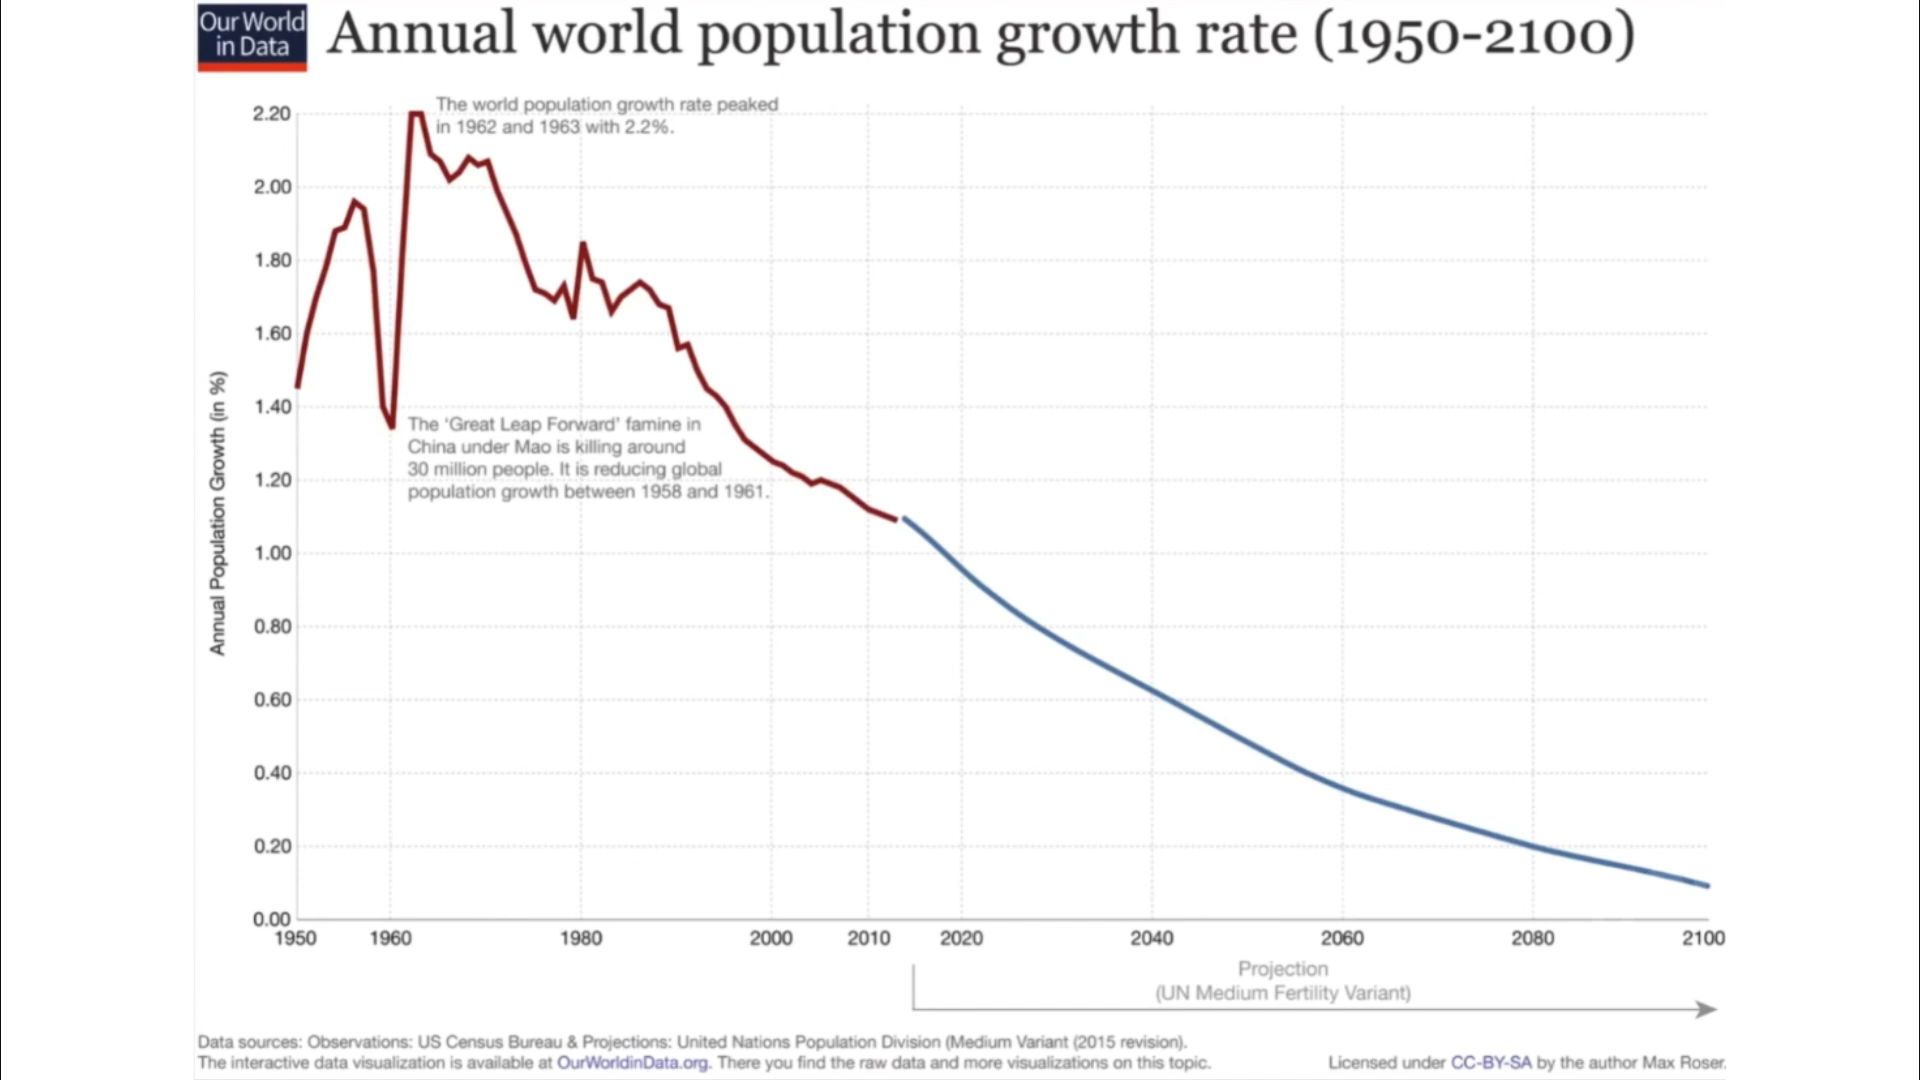 Our World
in Data
Annual world population growth rate (1950-2100)
The world population growth rate peaked
in 1962 and 1963 with 2.2%.
2.20
2.00
1.80
1.60
1.40
1.20
1.00
0.80
0.60
0.40
0.20
0.00
Annual Population Growth (in %)
The ‘Great Leap Forward’ famine in
China under Mao is killing around
30 million people. It is reducing global
population growth between 1958 and 1961.
1950 1960 1980 2000 2010 2020 2040 2060 2080 2100
Projection
(UN Medium Fertility Variant)
Data sources: Observations: US Census Bureau & Projections: United Nations Population Division (Medium Variant (2015 revision).
The interactive data visualization is available at OurWorldinData.org. There you find the raw data and more visualizations on this topic.
Licensed under CC-BY-SA by the author Max Roser.